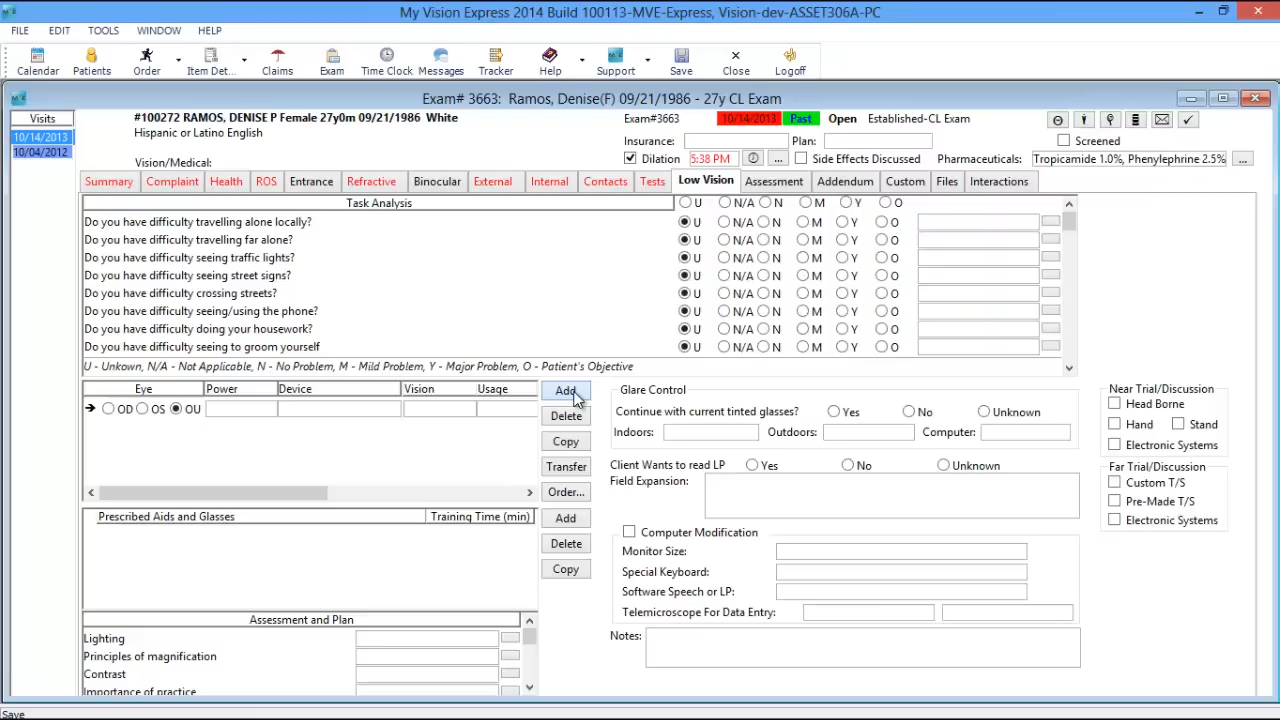 My Vision Express 2014 Build 100113-MVE-Express, Vision-dev-ASSET306A-PC
FILE EDIT TOOLS WINDOW HELP
Calendar Patients Order Item Det... Claims Exam Time Clock Messages Tracker Help Support Save Close Logoff
Exam# 3663: Ramos, Denise(F) 09/21/1986 - 27y CL Exam
Visits
10/14/2013
10/04/2012
#100272 RAMOS, DENISE P Female 27y0m 09/21/1986 White
Hispanic or Latino English
Vision/Medical:
Exam#3663 10/14/2013 Past Open Established-CL Exam
Insurance: Plan: Screened
Dilation 5:38 PM ... Side Effects Discussed Pharmaceuticals: Tropicamide 1.0%, Phenylephrine 2.5% ...
Summary Complaint Health ROS Entrance Refractive Binocular External Internal Contacts Tests Low Vision Assessment Addendum Custom Files Interactions
Task Analysis U N/A N M Y O
Do you have difficulty travelling alone locally? U N/A N M Y O
Do you have difficulty travelling far alone? U N/A N M Y O
Do you have difficulty seeing traffic lights? U N/A N M Y O
Do you have difficulty seeing street signs? U N/A N M Y O
Do you have difficulty crossing streets? U N/A N M Y O
Do you have difficulty seeing/using the phone? U N/A N M Y O
Do you have difficulty doing your housework? U N/A N M Y O
Do you have difficulty seeing to groom yourself U N/A N M Y O
U - Unkown, N/A - Not Applicable, N - No Problem, M - Mild Problem, Y - Major Problem, O - Patient's Objective
Eye Power Device Vision Usage
OD OS OU
Add
Delete
Copy
Transfer
Order...
Prescribed Aids and Glasses Training Time (min)
Add
Delete
Copy
Assessment and Plan
Lighting
Principles of magnification
Contrast
Importance of practice
Glare Control
Continue with current tinted glasses? Yes No Unknown
Indoors: Outdoors: Computer:
Client Wants to read LP Yes No Unknown
Field Expansion:
Computer Modification
Monitor Size:
Special Keyboard:
Software Speech or LP:
Telemicroscope For Data Entry:
Notes:
Near Trial/Discussion
Head Borne
Hand Stand
Electronic Systems
Far Trial/Discussion
Custom T/S
Pre-Made T/S
Electronic Systems
Save